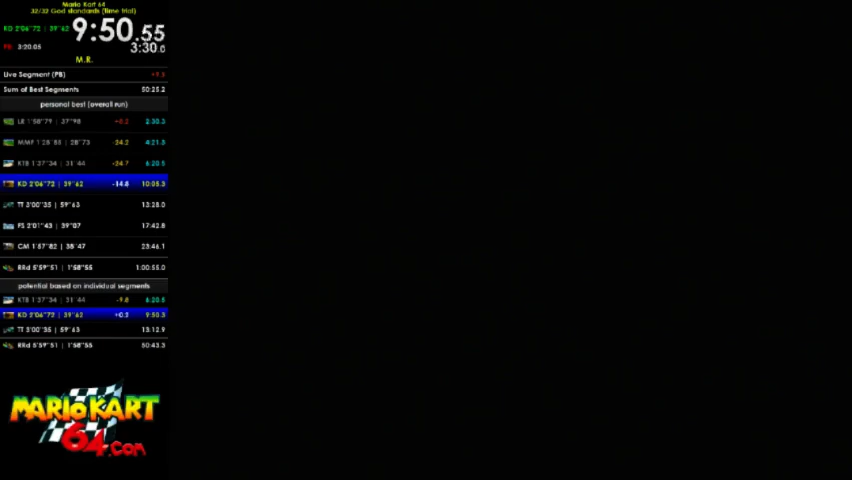 Mario Kart 64
32/32 God standards (Time trial)
KD 2'06"72 | 39"62
9:50.55
PB: 3:20.05
3:30.0
M.R.
Live Segment (PB) +9.5
Sum of Best Segments 50:25.2
personal best (overall run)
LR 1'58"79 | 37"98 +8.2 2:30.3
MMF 1'28"85 | 28"73 -24.2 4:21.5
KTB 1'37"34 | 31"44 -24.7 6:20.5
KD 2'06"72 | 39"62 -14.8 10:05.3
TT 3'00"35 | 59"63 13:28.0
FS 2'01"43 | 39"07 17:42.8
CM 1'57"82 | 38"47 23:46.1
RRd 5'59"51 | 1'58"55 1:00:55.0
potential based on individual segments
KTB 1'37"34 | 31"44 -9.8 6:20.5
KD 2'06"72 | 39"62 +0.2 9:50.3
TT 3'00"35 | 59"63 13:12.9
RRd 5'59"51 | 1'58"55 50:43.3
MARIO KART
64.COM